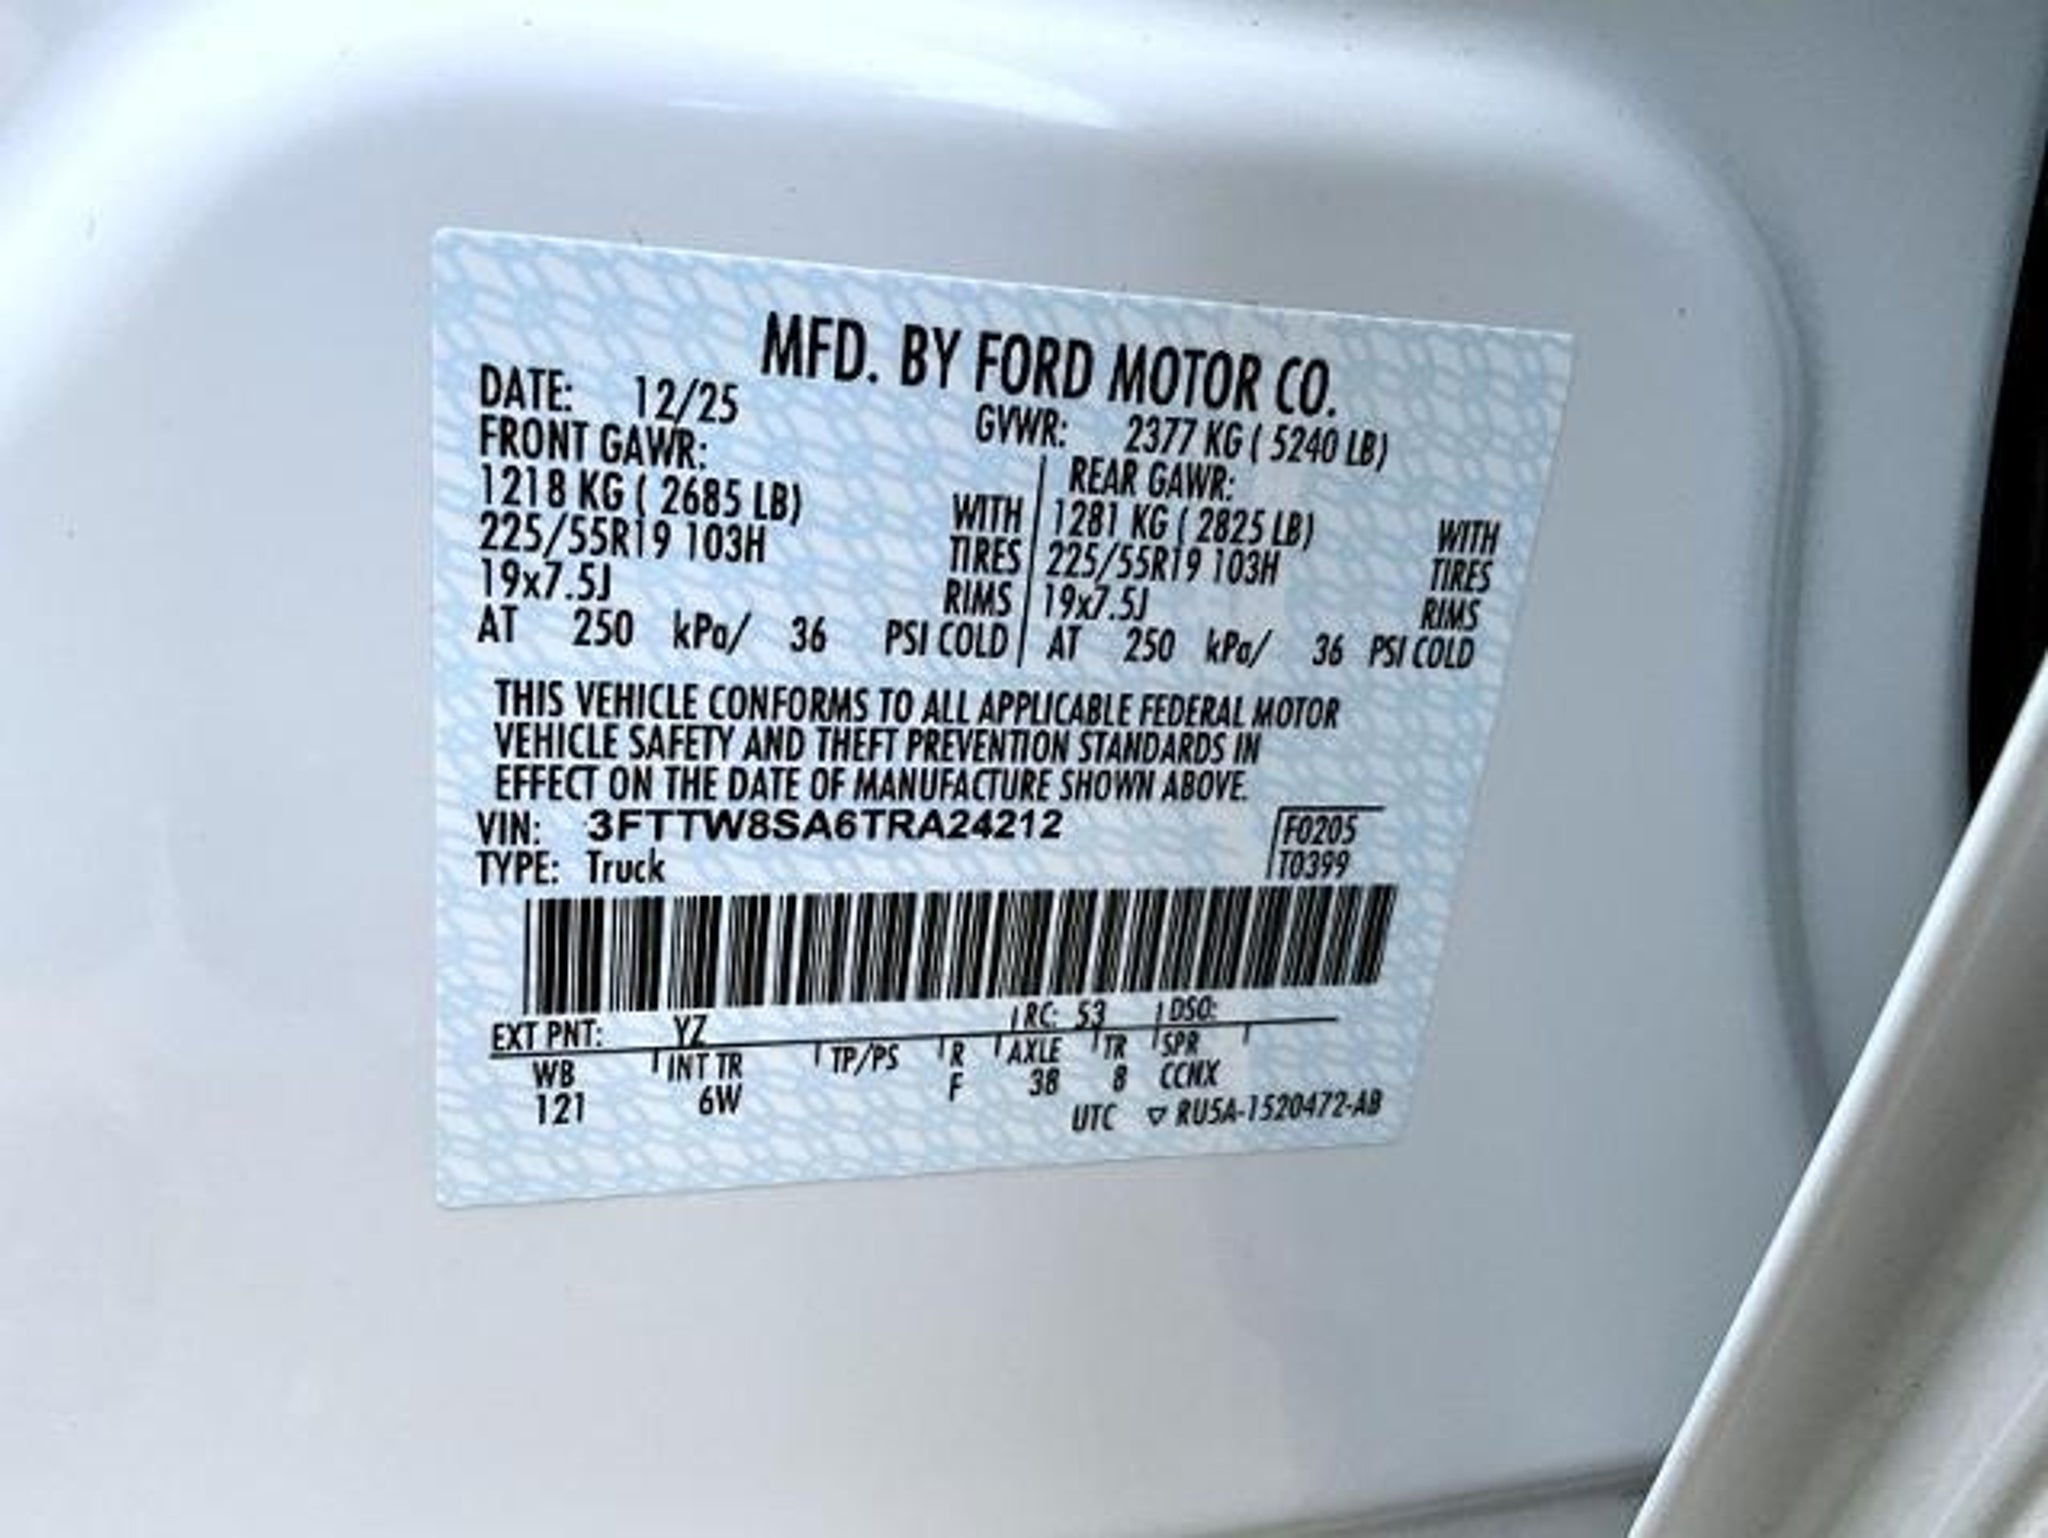 MFD. BY FORD MOTOR CO.
DATE: 12/25 GVWR: 2377 KG ( 5240 LB)
FRONT GAWR: REAR GAWR:
1218 KG ( 2685 LB) WITH 1281 KG ( 2825 LB) WITH
225/55R19 103H TIRES 225/55R19 103H TIRES
19x7.5J RIMS 19x7.5J RIMS
AT 250 kPa/ 36 PSI COLD AT 250 kPa/ 36 PSI COLD
THIS VEHICLE CONFORMS TO ALL APPLICABLE FEDERAL MOTOR
VEHICLE SAFETY AND THEFT PREVENTION STANDARDS IN
EFFECT ON THE DATE OF MANUFACTURE SHOWN ABOVE.
VIN: 3FTTW8SA6TRA24212 F0205
TYPE: Truck T0399
EXT PNT: YZ RC: 53 DSO:
WB INT TR TP/PS R AXLE TR SPR
121 6W F 38 8 CCNX
UTC ▽ RU5A-1520472-AB